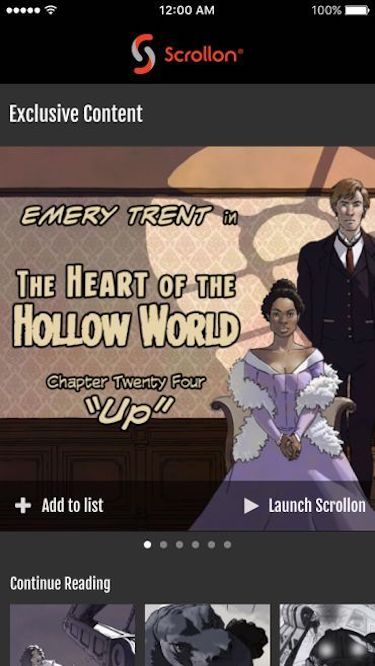 12:00 AM 100%
Scrollon®
Exclusive Content
EMERY TRENT in
THE HEART OF THE
HOLLOW WORLD
Chapter Twenty Four
"Up"
Add to list
Launch Scrollon
Continue Reading